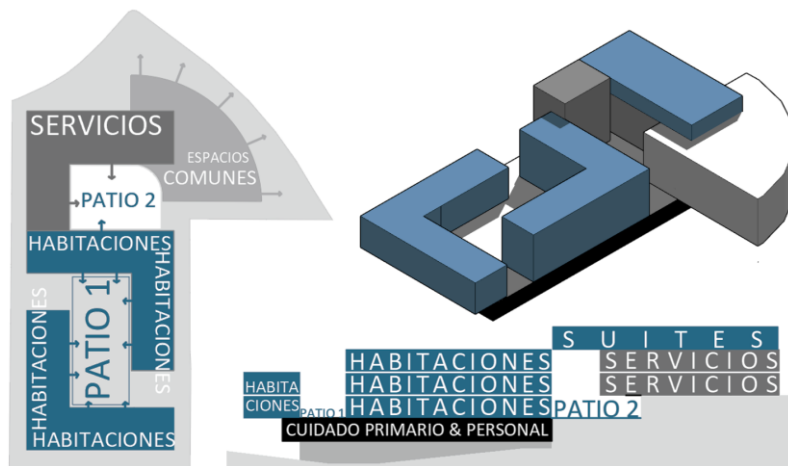 SERVICIOS
ESPACIOS
COMUNES
PATIO 2
HABITACIONES
HABITACIONES
PATIO 1
HABITACIONES
HABITACIONES
SUITES
HABITACIONES
SERVICIOS
HABITA
HABITACIONES
SERVICIOS
CIONES
PATIO 1
HABITACIONES
PATIO 2
CUIDADO PRIMARIO & PERSONAL